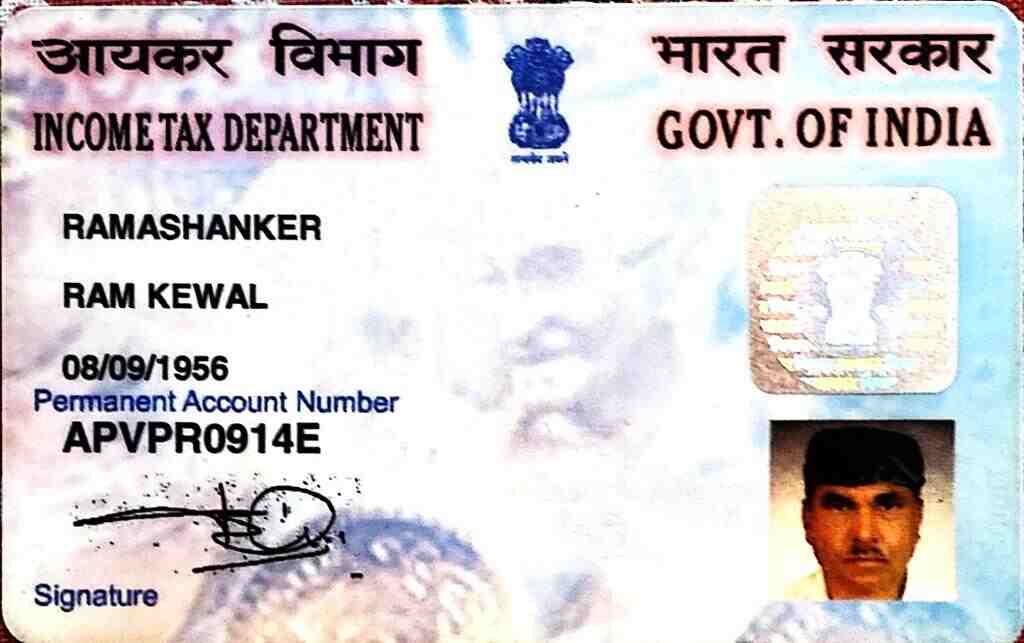 आयकर विभाग
INCOME TAX DEPARTMENT
भारत सरकार
GOVT. OF INDIA
सत्यमेव जयते
RAMASHANKER
RAM KEWAL
08/09/1956
Permanent Account Number
APVPR0914E
Signature